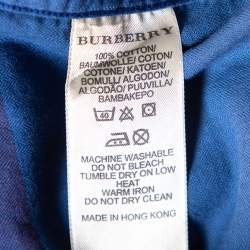 BURBERRY
100% COTTON/
BAUMWOLLE/ COTON/
COTONE/ KATOEN/
BOMULL/ ALGODON/
ALGODÃO/ PUUVILLA/
BAMBAKEPO
40
MACHINE WASHABLE
DO NOT BLEACH
TUMBLE DRY ON LOW
HEAT
WARM IRON
DO NOT DRY CLEAN
MADE IN HONG KONG